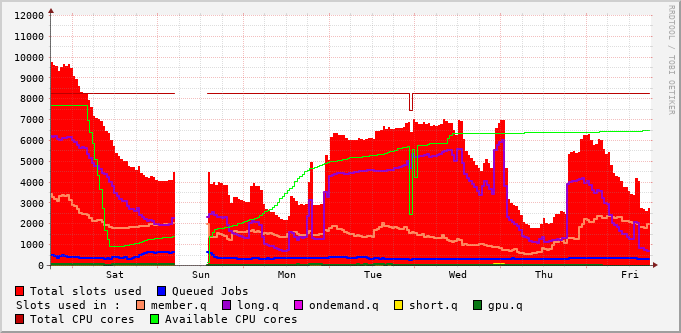 12000
11000
10000
9000
8000
7000
6000
5000
4000
3000
2000
1000
0
Sat Sun Mon Tue Wed Thu Fri
RRDTOOL / TOBI OETIKER
Total slots used Queued Jobs
Slots used in : member.q long.q ondemand.q short.q gpu.q
Total CPU cores Available CPU cores